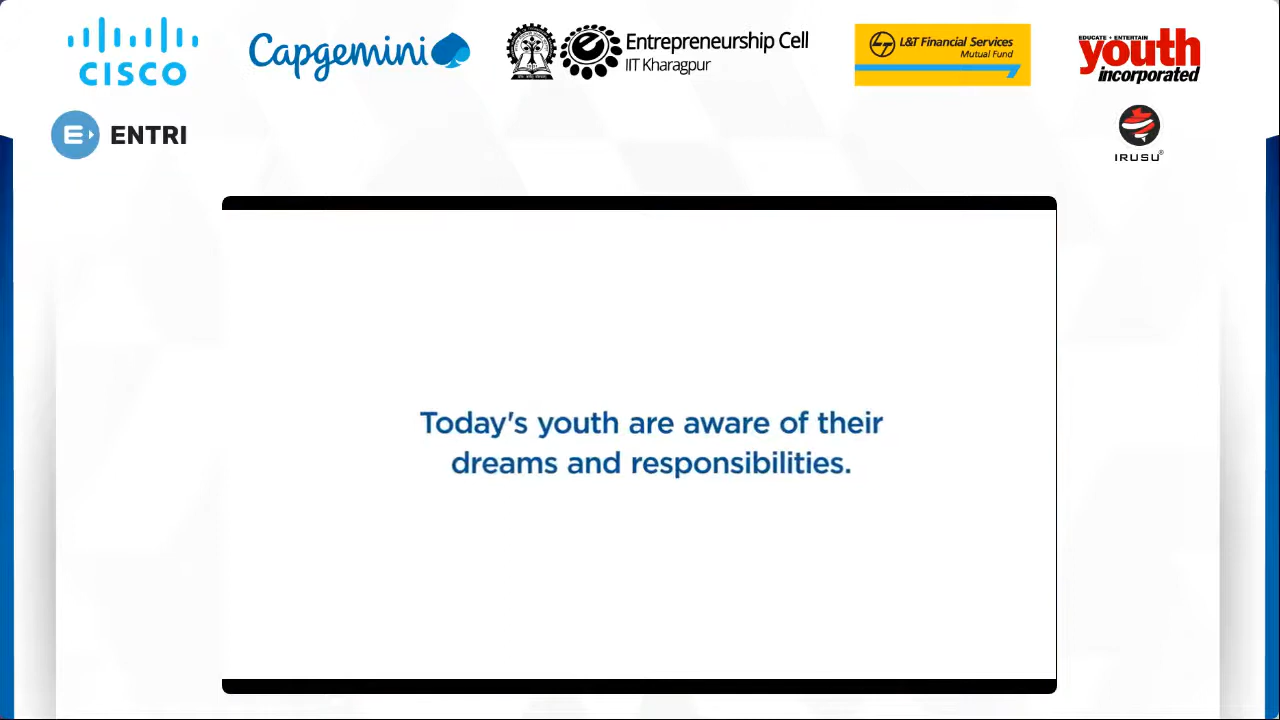 CISCO
Capgemini
Entrepreneurship Cell
IIT Kharagpur
L&T Financial Services
Mutual Fund
EDUCATE + ENTERTAIN
youth
incorporated
E ENTRI
IRUSU®
Today's youth are aware of their
dreams and responsibilities.